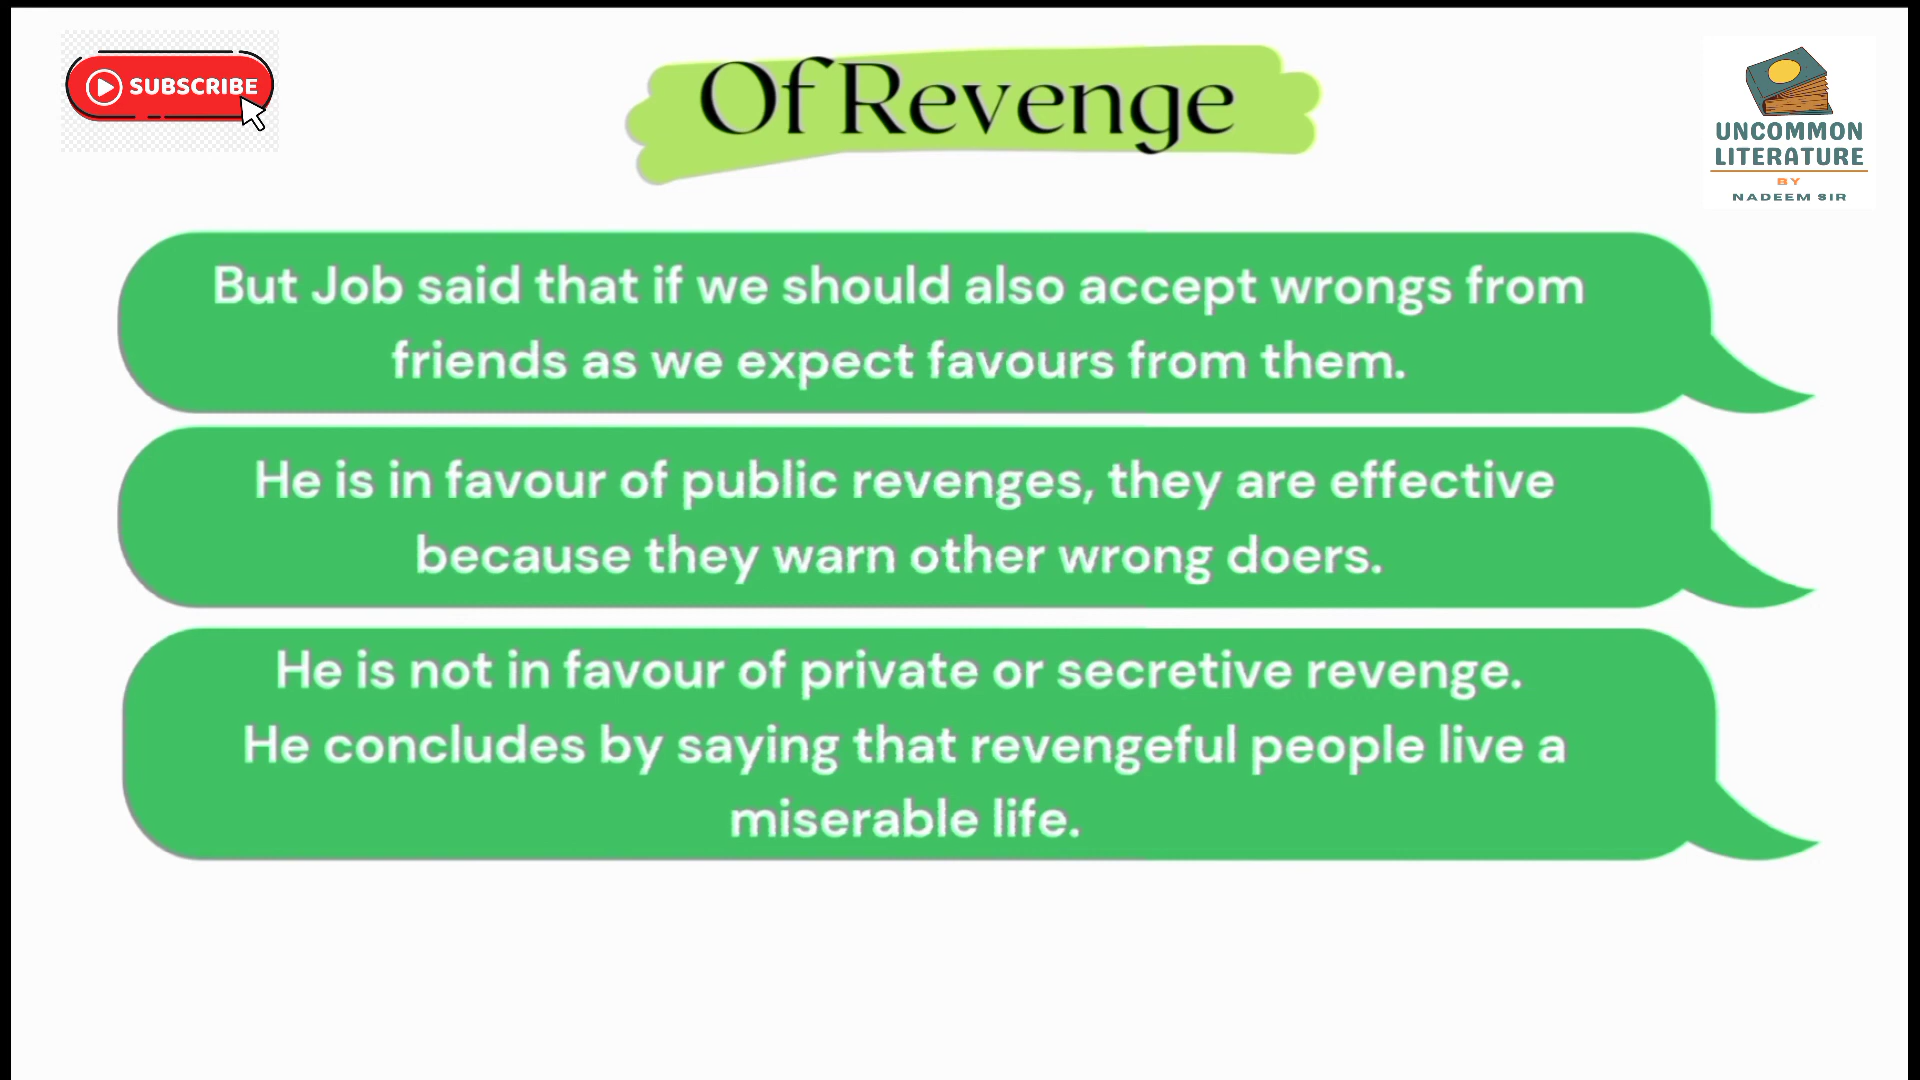 SUBSCRIBE
Of Revenge
UNCOMMON
LITERATURE
BY
NADEEM SIR
But Job said that if we should also accept wrongs from
friends as we expect favours from them.
He is in favour of public revenges, they are effective
because they warn other wrong doers.
He is not in favour of private or secretive revenge.
He concludes by saying that revengeful people live a
miserable life.